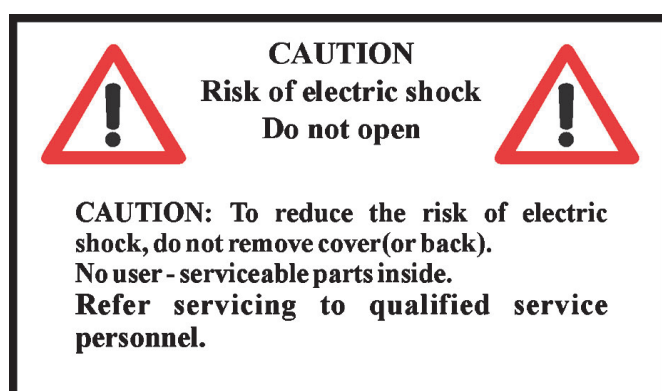 CAUTION
Risk of electric shock
Do not open
CAUTION: To reduce the risk of electric
shock, do not remove cover(or back).
No user - serviceable parts inside.
Refer servicing to qualified service
personnel.